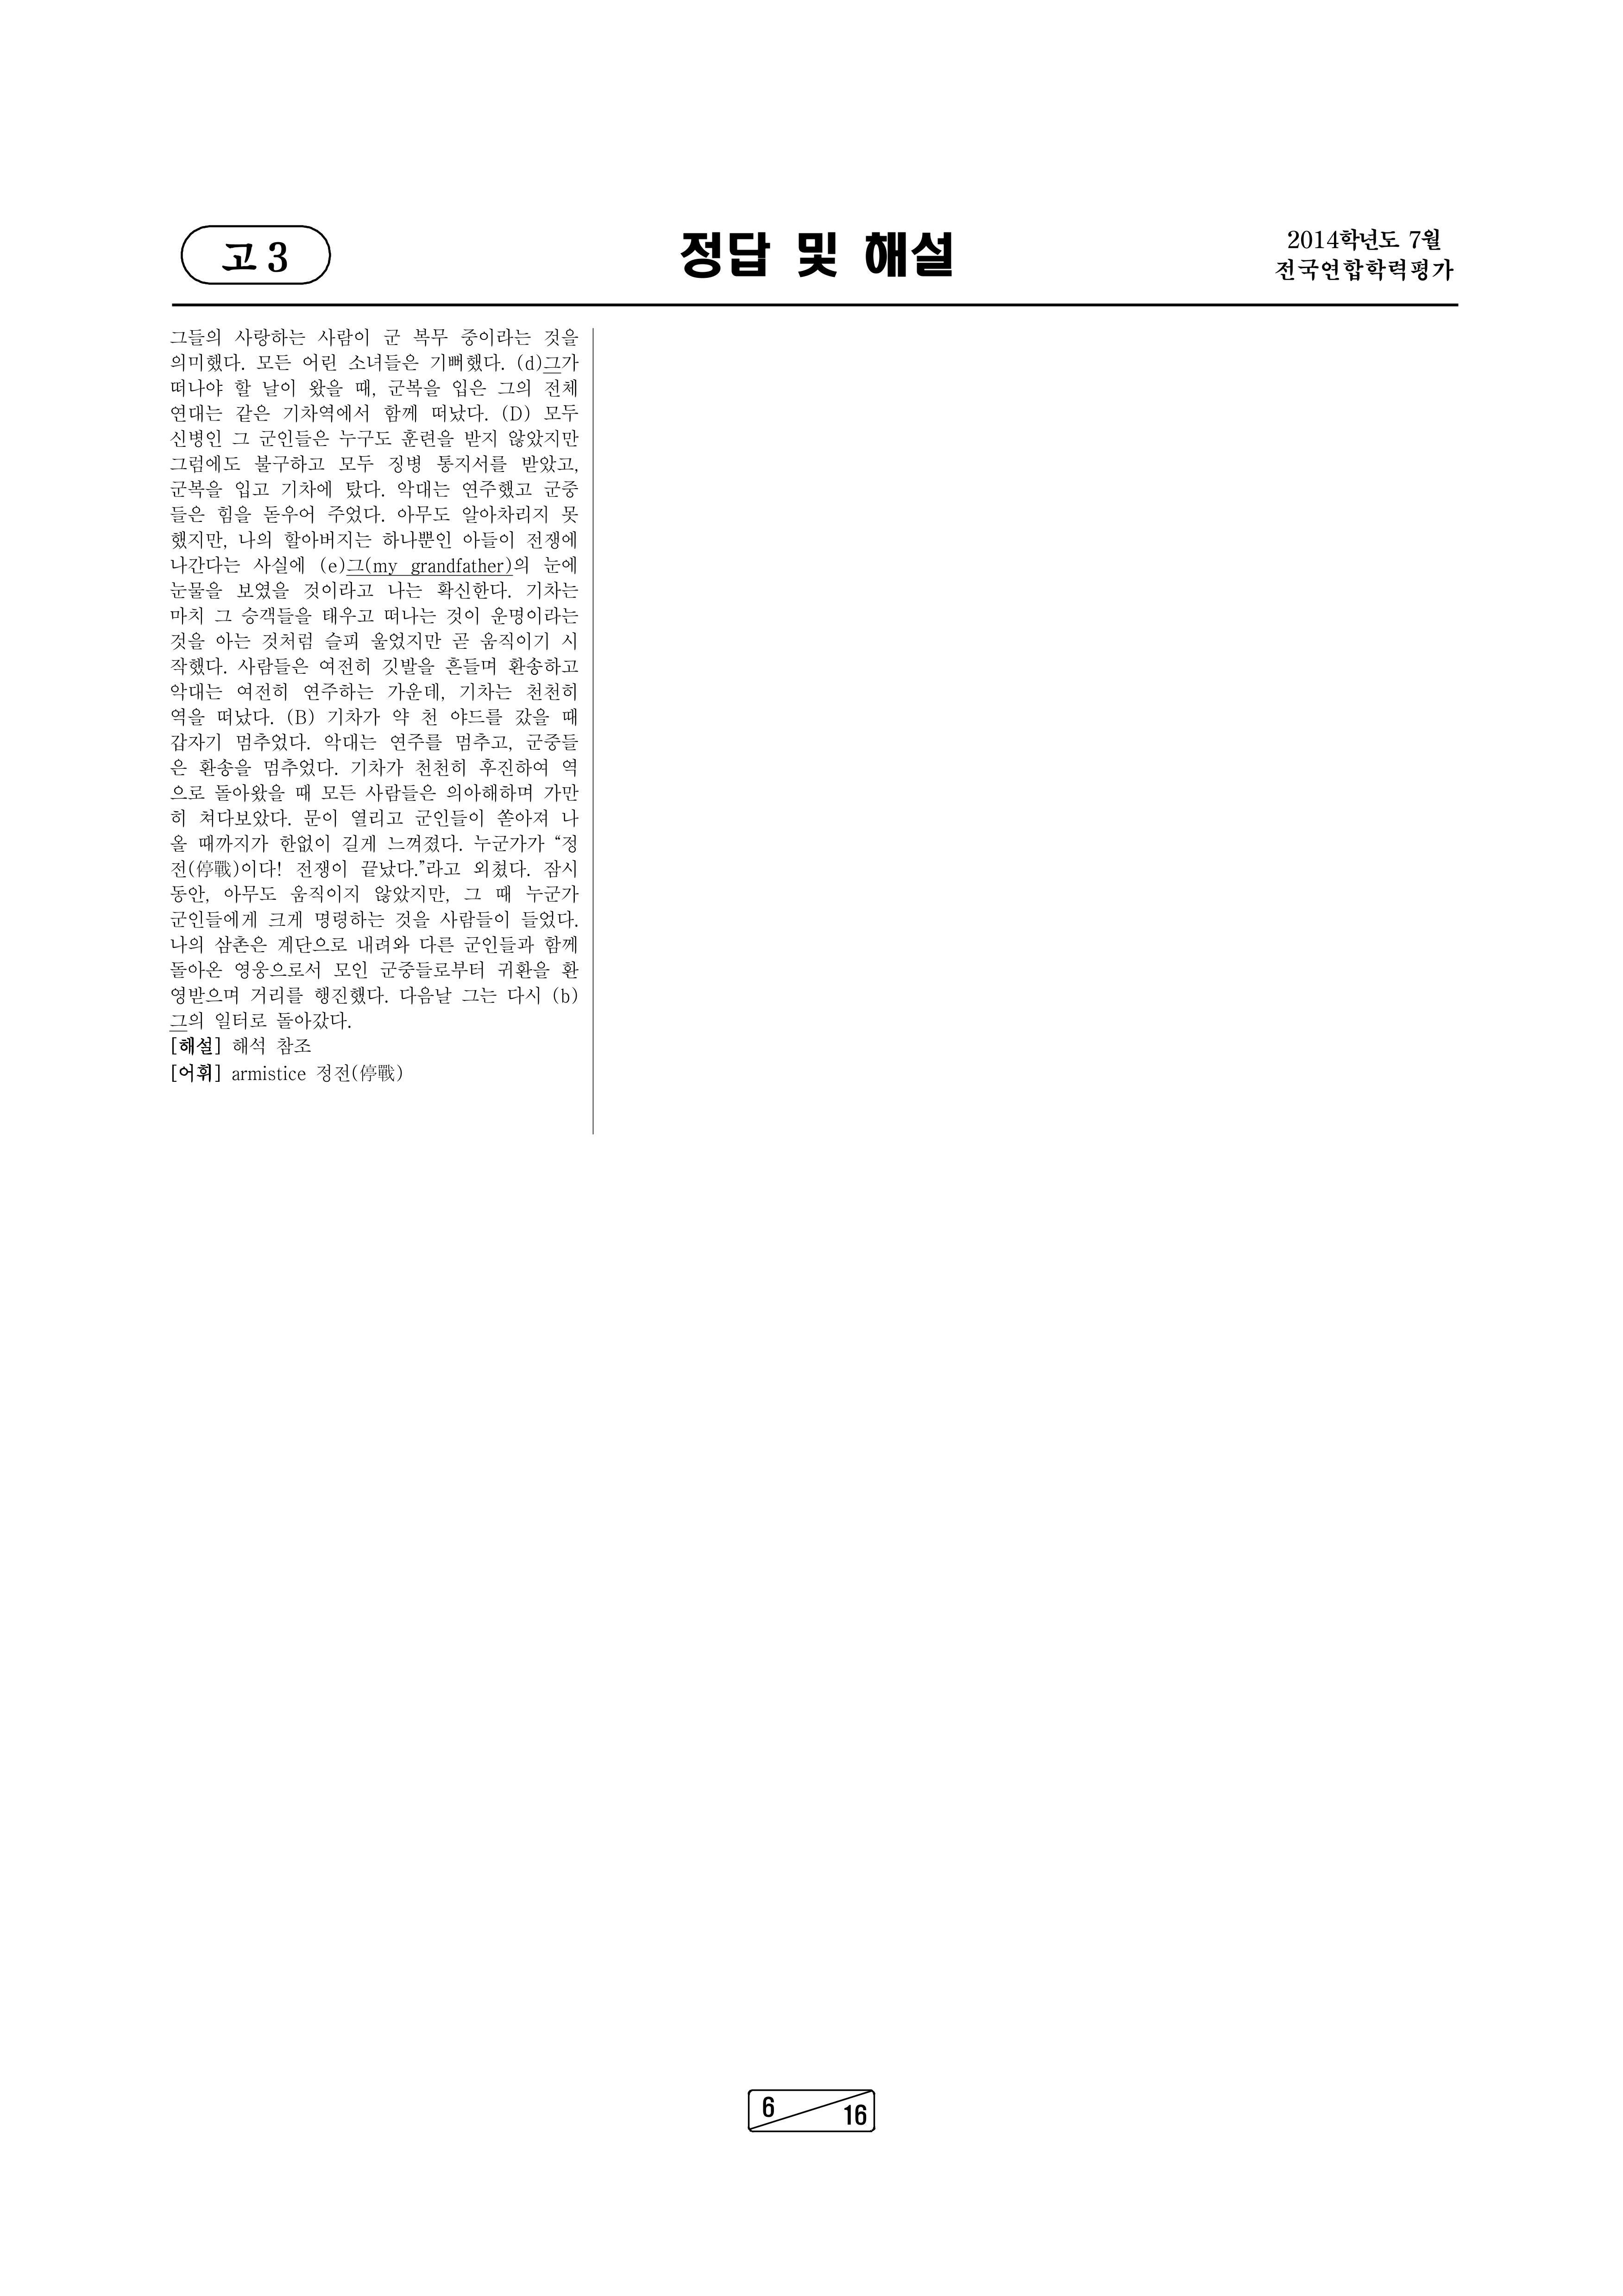 고 3
정답 및 해설
2014학년도 7월
전국연합학력평가
그들의 사랑하는 사람이 군 복무 중이라는 것을
의미했다. 모든 어린 소녀들은 기뻐했다. (d)그가
떠나야 할 날이 왔을 때, 군복을 입은 그의 전체
연대는 같은 기차역에서 함께 떠났다. (D) 모두
신병인 그 군인들은 누구도 훈련을 받지 않았지만
그럼에도 불구하고 모두 징병 통지서를 받았고,
군복을 입고 기차에 탔다. 악대는 연주했고 군중
들은 힘을 돋우어 주었다. 아무도 알아차리지 못
했지만, 나의 할아버지는 하나뿐인 아들이 전쟁에
나간다는 사실에 (e)그(my grandfather)의 눈에
눈물을 보였을 것이라고 나는 확신한다. 기차는
마치 그 승객들을 태우고 떠나는 것이 운명이라는
것을 아는 것처럼 슬피 울었지만 곧 움직이기 시
작했다. 사람들은 여전히 깃발을 흔들며 환송하고
악대는 여전히 연주하는 가운데, 기차는 천천히
역을 떠났다. (B) 기차가 약 천 야드를 갔을 때
갑자기 멈추었다. 악대는 연주를 멈추고, 군중들
은 환송을 멈추었다. 기차가 천천히 후진하여 역
으로 돌아왔을 때 모든 사람들은 의아해하며 가만
히 쳐다보았다. 문이 열리고 군인들이 쏟아져 나
올 때까지가 한없이 길게 느껴졌다. 누군가가 “정
전(停戰)이다! 전쟁이 끝났다.”라고 외쳤다. 잠시
동안, 아무도 움직이지 않았지만, 그 때 누군가
군인들에게 크게 명령하는 것을 사람들이 들었다.
나의 삼촌은 계단으로 내려와 다른 군인들과 함께
돌아온 영웅으로서 모인 군중들로부터 귀환을 환
영받으며 거리를 행진했다. 다음날 그는 다시 (b)
그의 일터로 돌아갔다.
[해설] 해석 참조
[어휘] armistice 정전(停戰)
6
16